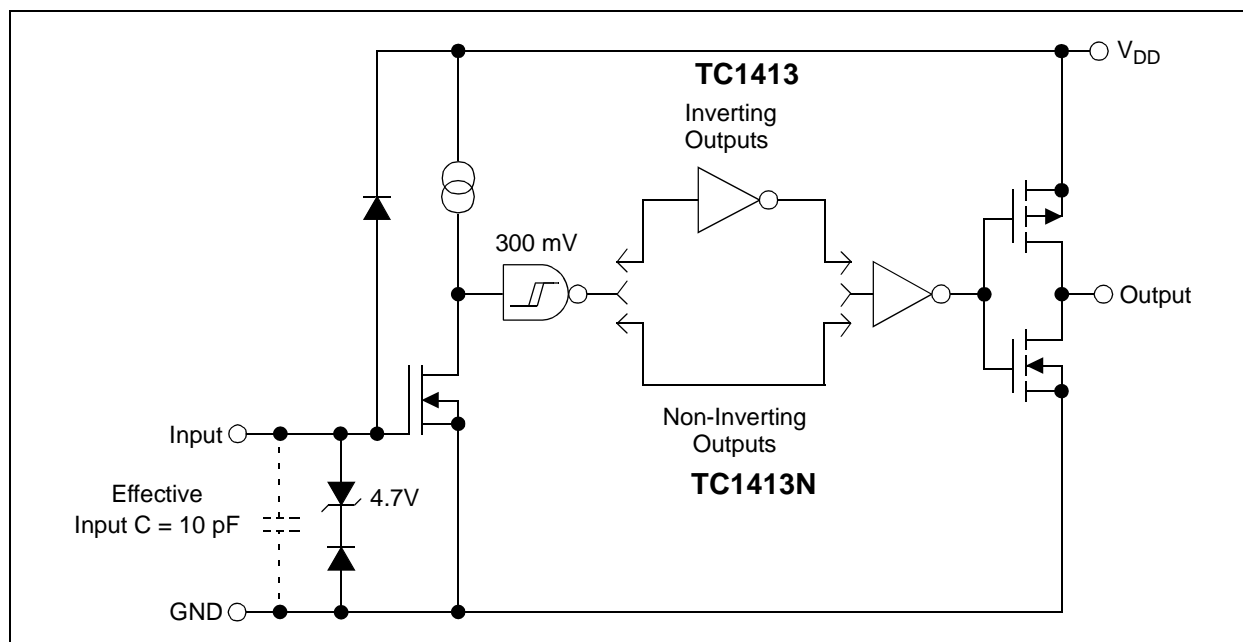 V_DD
TC1413
Inverting
Outputs
300 mV
Output
Input
Non-Inverting
Outputs
TC1413N
Effective
Input C = 10 pF
4.7V
GND